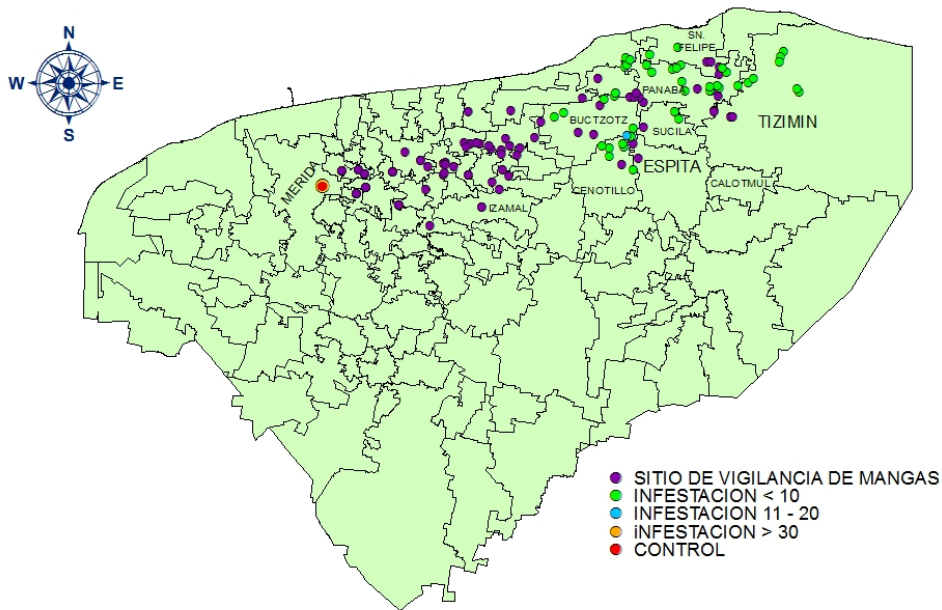 N
W E
S
SN.
FELIPE
PANABA
BUCTZOTZ
TIZIMIN
SUCILA
ESPITA
CENOTILLO
CALOTMUL
MERIDA
IZAMAL
SITIO DE VIGILANCIA DE MANGAS
INFESTACION < 10
INFESTACION 11 - 20
iNFESTACION > 30
CONTROL